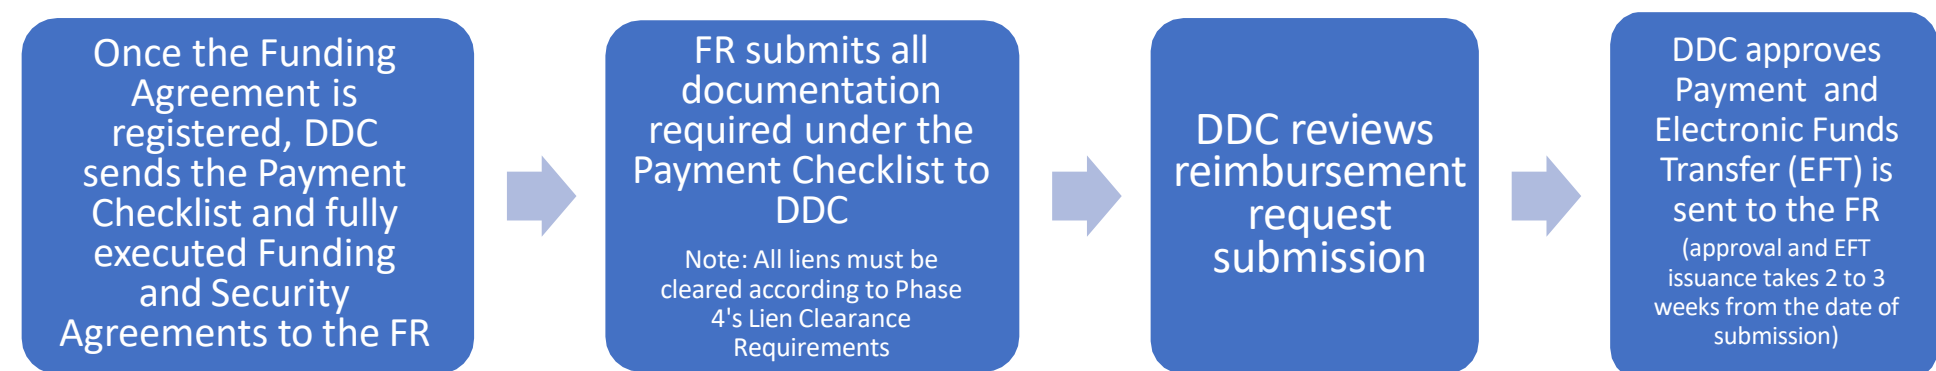 Once the Funding
Agreement is
registered, DDC
sends the Payment
Checklist and fully
executed Funding
and Security
Agreements to the FR
FR submits all
documentation
required under the
Payment Checklist to
DDC
Note: All liens must be
cleared according to Phase
4's Lien Clearance
Requirements
DDC reviews
reimbursement
request
submission
DDC approves
Payment and
Electronic Funds
Transfer (EFT) is
sent to the FR
(approval and EFT
issuance takes 2 to 3
weeks from the date of
submission)